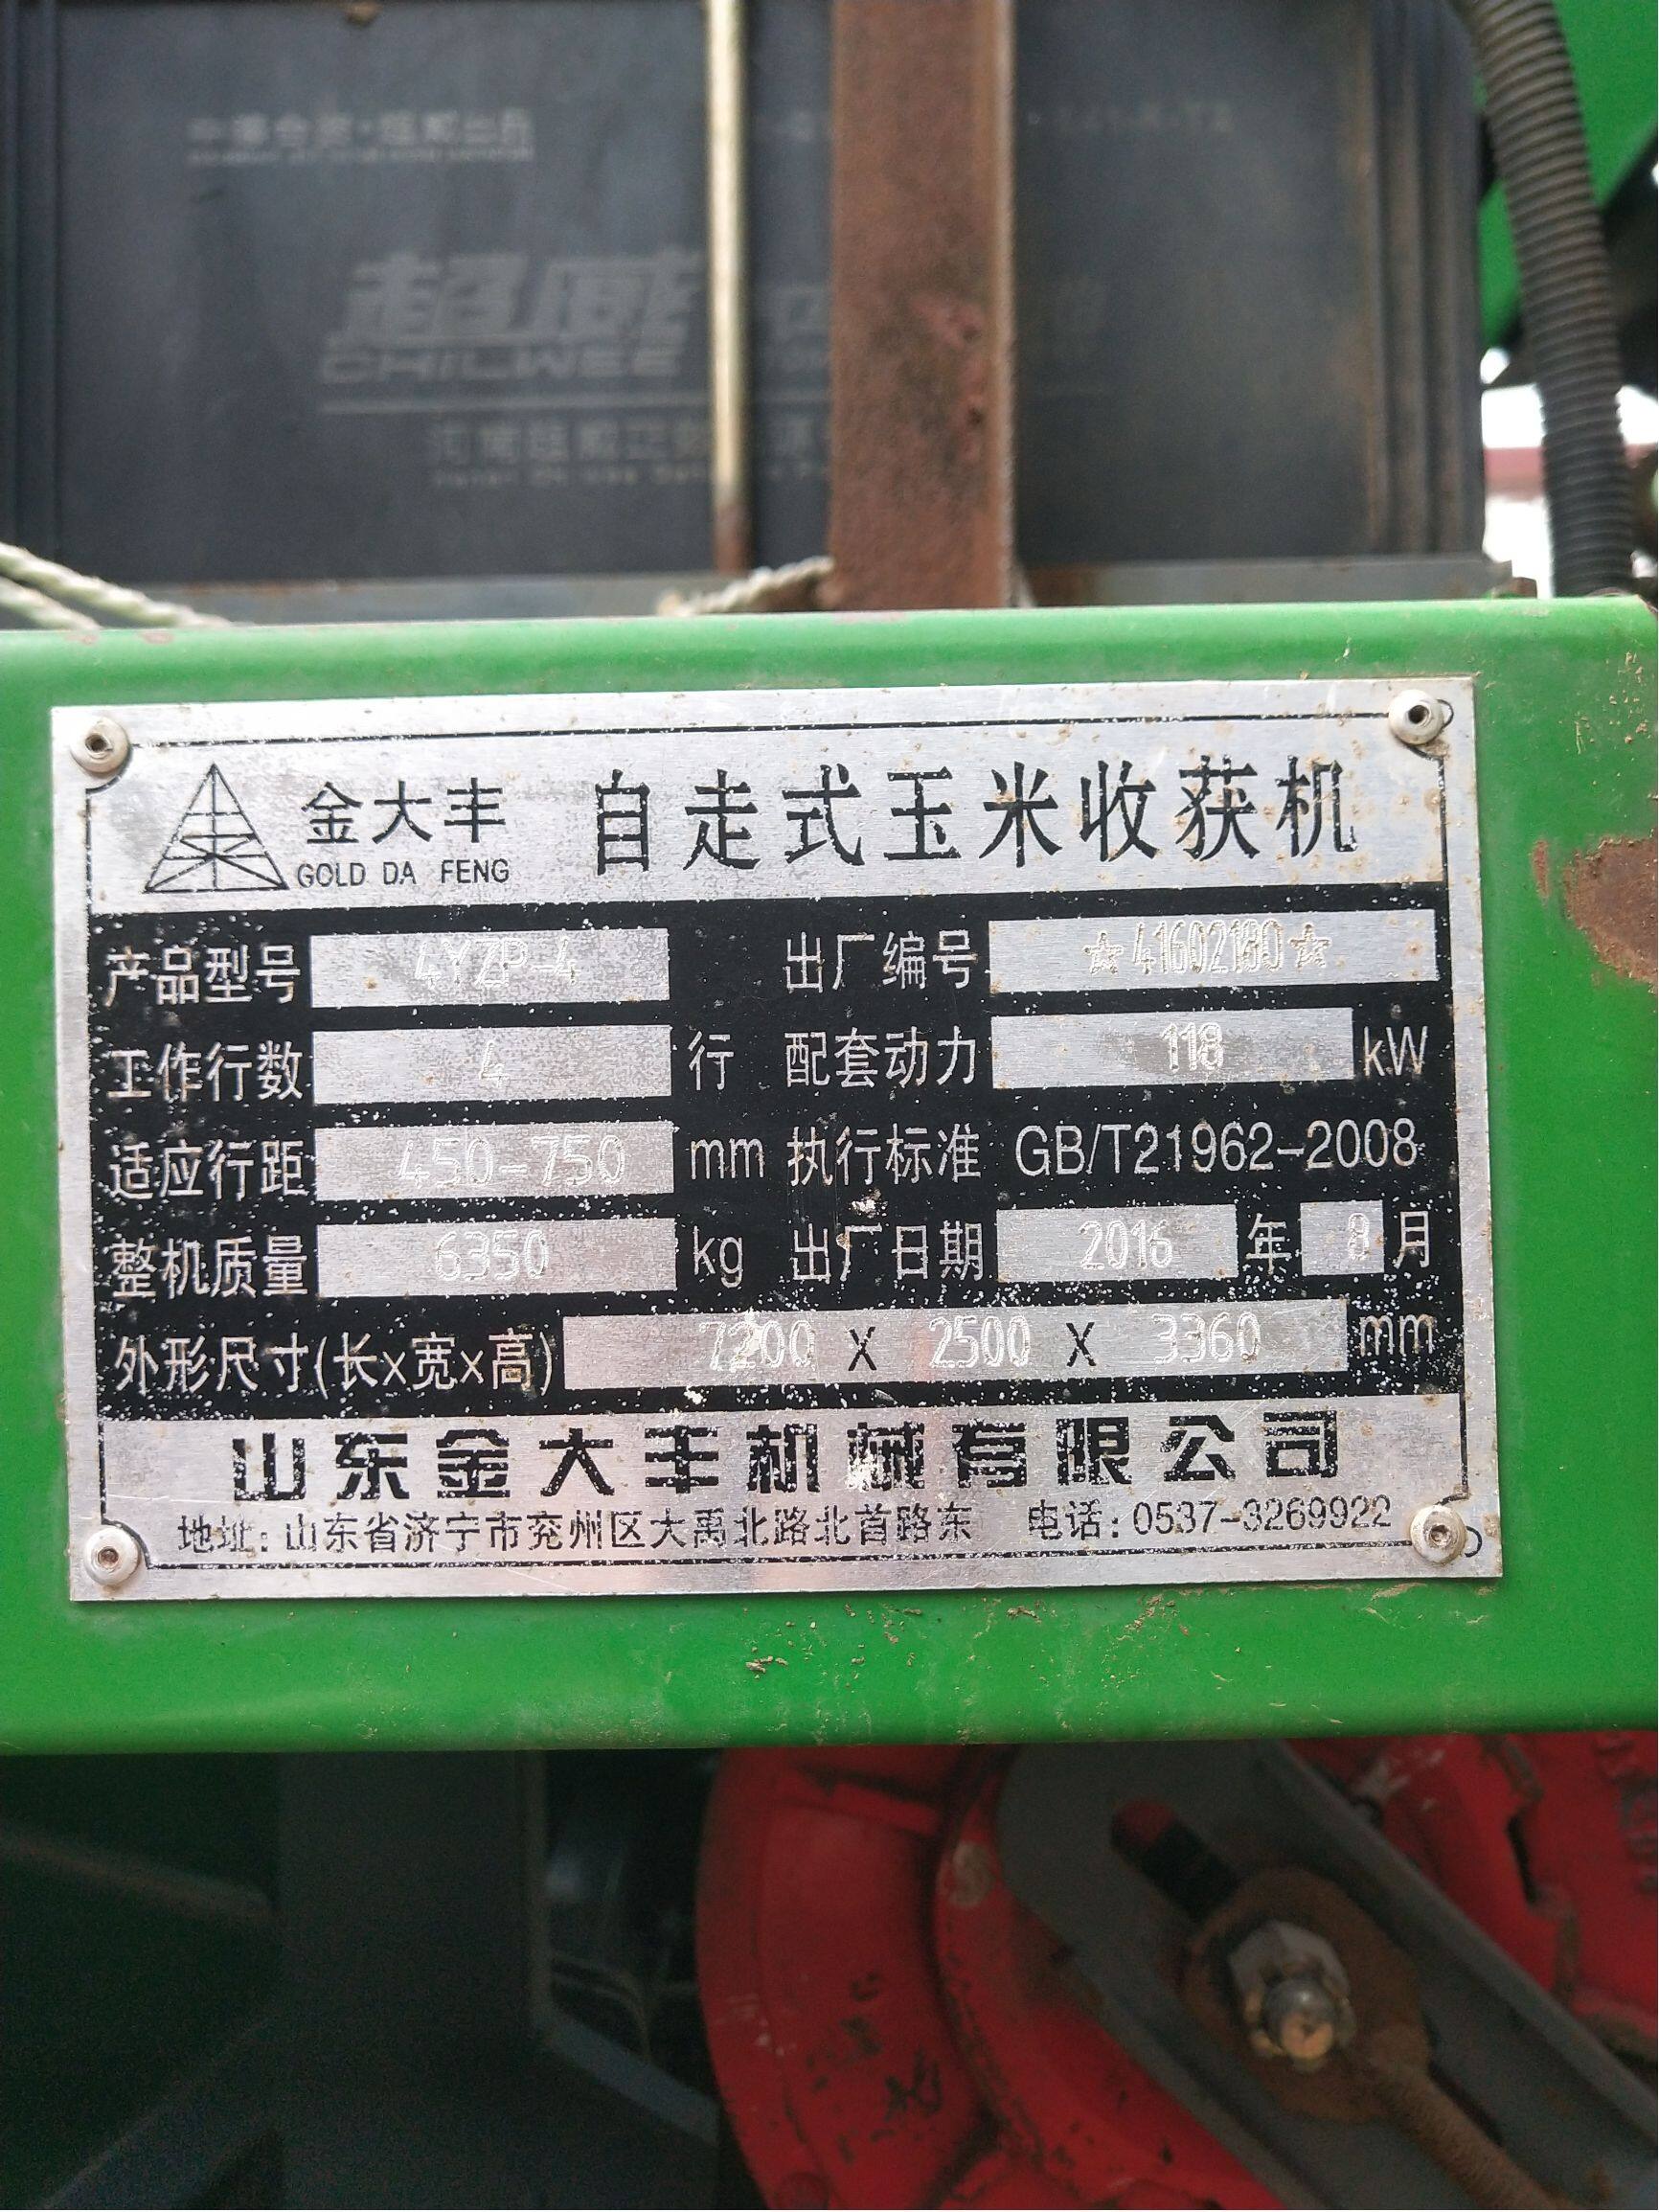 超威
CHILWEE
金大丰
GOLD DA FENG
自走式玉米收获机
产品型号 4YZP-4 出厂编号 ☆41602180☆
工作行数 4 行 配套动力 118 kW
适应行距 450-750 mm 执行标准 GB/T21962-2008
整机质量 6350 kg 出厂日期 2016 年 8 月
外形尺寸(长x宽x高) 7200 X 2500 X 3360 mm
山东金大丰机械有限公司
地址:山东省济宁市兖州区大禹北路北首路东 电话:0537-3269922